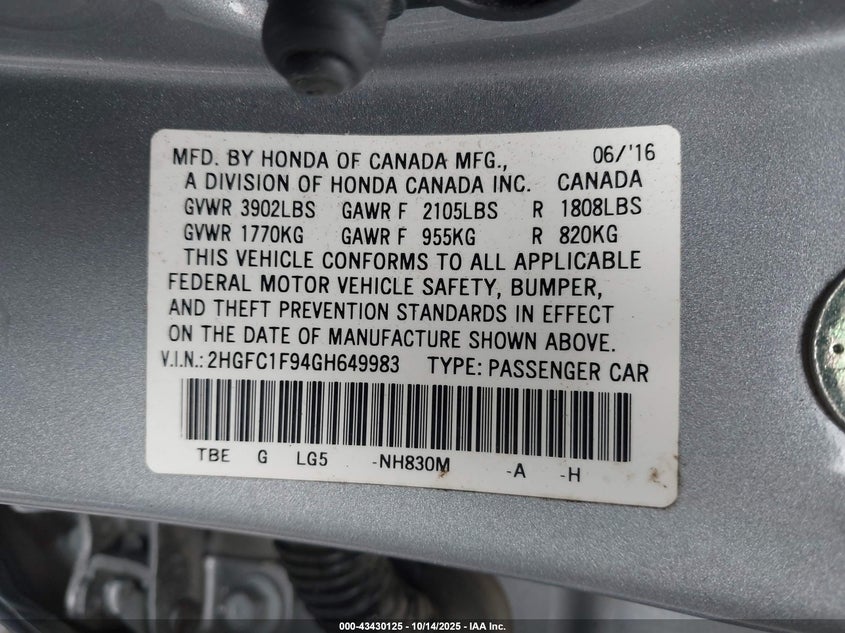 MFD. BY HONDA OF CANADA MFG., 06/'16
A DIVISION OF HONDA CANADA INC. CANADA
GVWR 3902LBS GAWR F 2105LBS R 1808LBS
GVWR 1770KG GAWR F 955KG R 820KG
THIS VEHICLE CONFORMS TO ALL APPLICABLE
FEDERAL MOTOR VEHICLE SAFETY, BUMPER,
AND THEFT PREVENTION STANDARDS IN EFFECT
ON THE DATE OF MANUFACTURE SHOWN ABOVE.
V.I.N.: 2HGFC1F94GH649983 TYPE: PASSENGER CAR
TBE G LG5 -NH830M -A -H
000-43430125 - 10/14/2025 - IAA Inc.